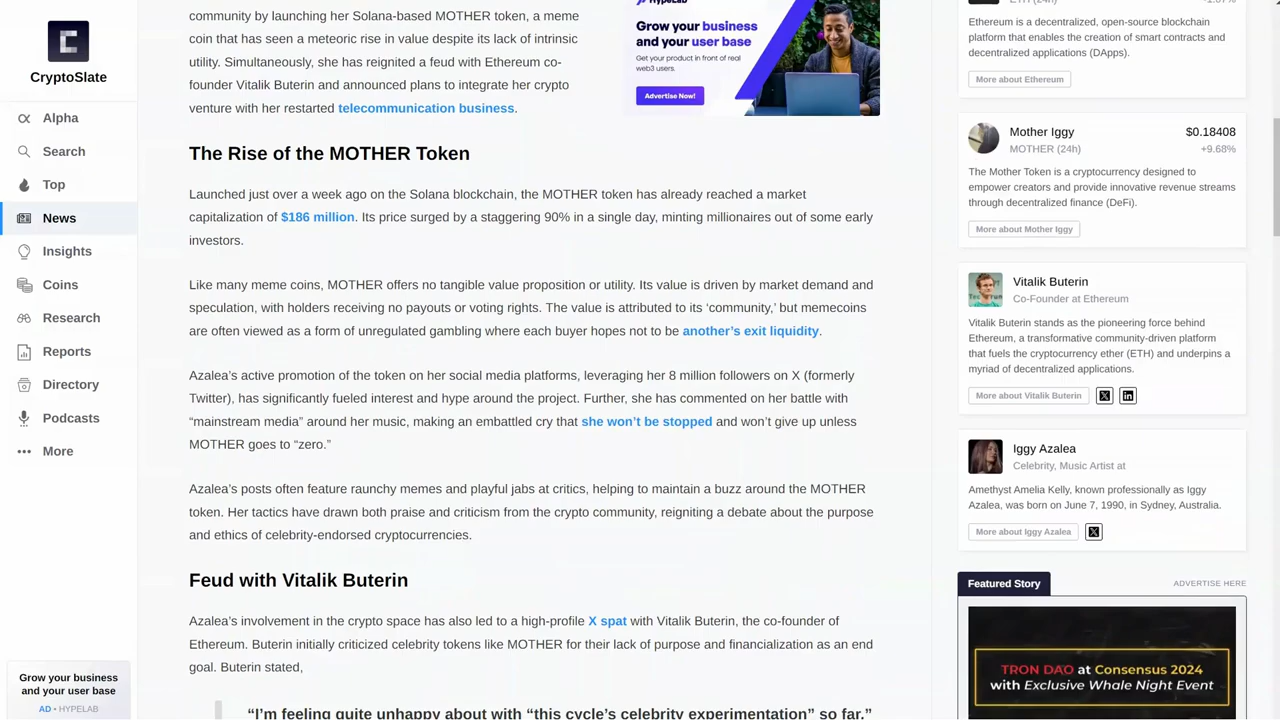 CryptoSlate
Alpha
Search
Top
News
Insights
Coins
Research
Reports
Directory
Podcasts
More
Grow your business
and your user base
AD • HYPELAB
community by launching her Solana-based MOTHER token, a meme
coin that has seen a meteoric rise in value despite its lack of intrinsic
utility. Simultaneously, she has reignited a feud with Ethereum co-
founder Vitalik Buterin and announced plans to integrate her crypto
venture with her restarted telecommunication business.
HypeLab
Grow your business
and your user base
Get your product in front of real
web3 users.
Advertise Now!
The Rise of the MOTHER Token
Launched just over a week ago on the Solana blockchain, the MOTHER token has already reached a market
capitalization of $186 million. Its price surged by a staggering 90% in a single day, minting millionaires out of some early
investors.
Like many memecoins, MOTHER offers no tangible value proposition or utility. Its value is driven by market demand and
speculation, with holders receiving no payouts or voting rights. The value is attributed to its ‘community,’ but memecoins
are often viewed as a form of unregulated gambling where each buyer hopes not to be another’s exit liquidity.
Azalea’s active promotion of the token on her social media platforms, leveraging her 8 million followers on X (formerly
Twitter), has significantly fueled interest and hype around the project. Further, she has commented on her battle with
“mainstream media” around her music, making an embattled cry that she won’t be stopped and won’t give up unless
MOTHER goes to “zero.”
Azalea’s posts often feature raunchy memes and playful jabs at critics, helping to maintain a buzz around the MOTHER
token. Her tactics have drawn both praise and criticism from the crypto community, reigniting a debate about the purpose
and ethics of celebrity-endorsed cryptocurrencies.
Feud with Vitalik Buterin
Azalea’s involvement in the crypto space has also led to a high-profile X spat with Vitalik Buterin, the co-founder of
Ethereum. Buterin initially criticized celebrity tokens like MOTHER for their lack of purpose and financialization as an end
goal. Buterin stated,
“I’m feeling quite unhappy about with “this cycle’s celebrity experimentation” so far.”
Ethereum is a decentralized, open-source blockchain
platform that enables the creation of smart contracts and
decentralized applications (DApps).
More about Ethereum
Mother Iggy $0.18408
MOTHER (24h) +9.68%
The Mother Token is a cryptocurrency designed to
empower creators and provide innovative revenue streams
through decentralized finance (DeFi).
More about Mother Iggy
Vitalik Buterin
Co-Founder at Ethereum
Vitalik Buterin stands as the pioneering force behind
Ethereum, a transformative community-driven platform
that fuels the cryptocurrency ether (ETH) and underpins a
myriad of decentralized applications.
More about Vitalik Buterin
Iggy Azalea
Celebrity, Music Artist at
Amethyst Amelia Kelly, known professionally as Iggy
Azalea, was born on June 7, 1990, in Sydney, Australia.
More about Iggy Azalea
Featured Story ADVERTISE HERE
TRON DAO at Consensus 2024
with Exclusive Whale Night Event